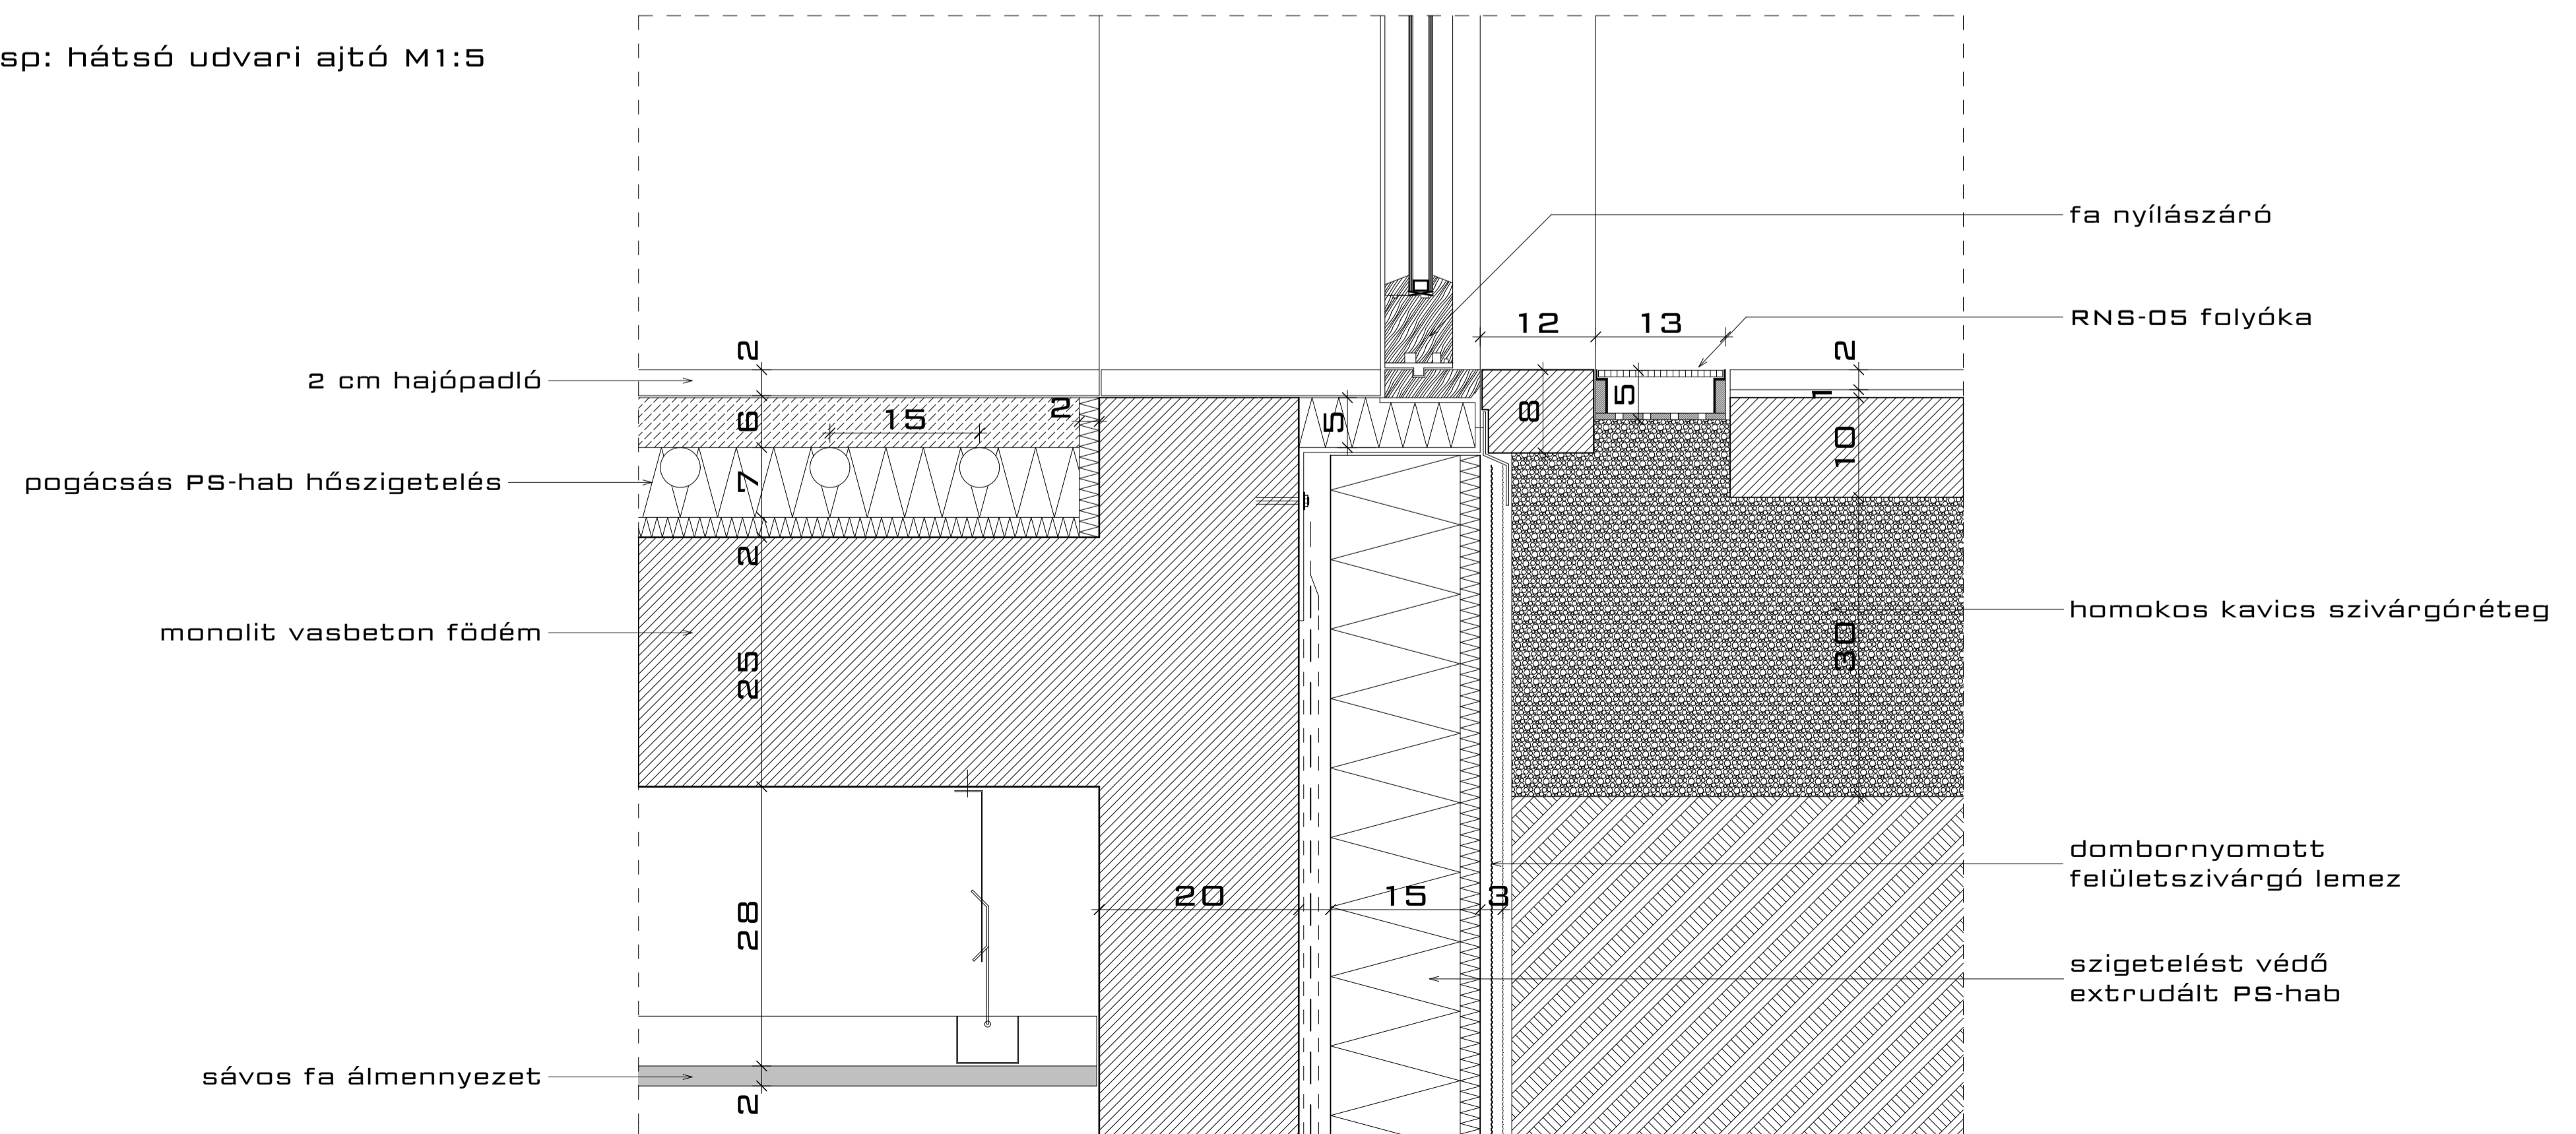 sp: hátsó udvari ajtó M1:5
fa nyílászáró
12
13
RNS-05 folyóka
2
2
2 cm hajópadló
6
15
2
5
8
5
1
10
pogácsás PS-hab hőszigetelés
7
2
monolit vasbeton födém
25
homokos kavics szivárgóréteg
30
dombornyomott
felületszivárgó lemez
28
20
15
3
szigetelést védő
extrudált PS-hab
sávos fa álmennyezet
2